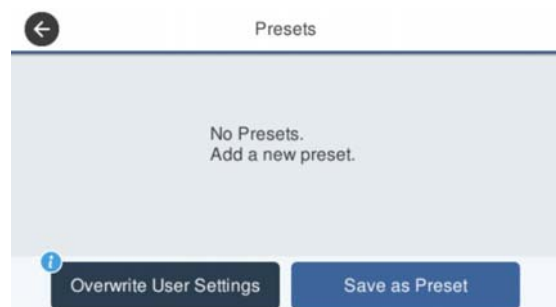 Presets
No Presets.
Add a new preset.
i
Overwrite User Settings
Save as Preset